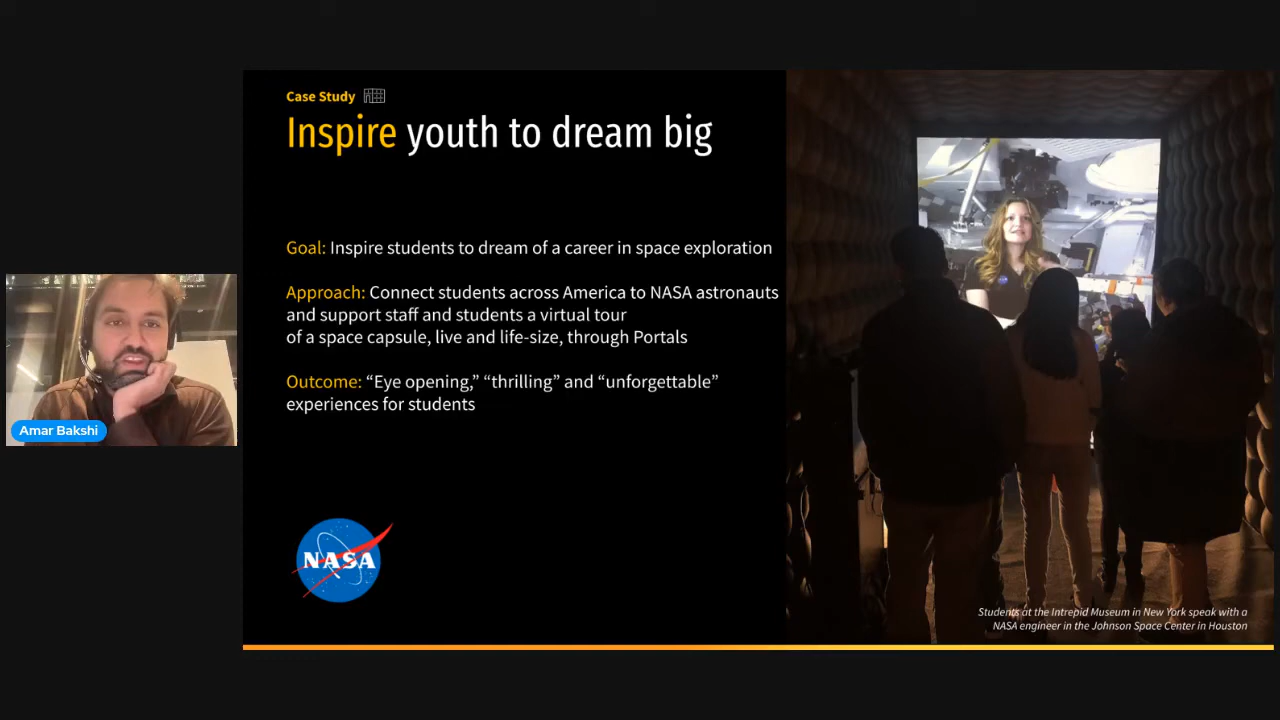 Case Study
Inspire youth to dream big
Goal: Inspire students to dream of a career in space exploration
Approach: Connect students across America to NASA astronauts
and support staff and students a virtual tour
of a space capsule, live and life-size, through Portals
Outcome: “Eye opening,” “thrilling” and “unforgettable”
experiences for students
Amar Bakshi
NASA
Students at the Intrepid Museum in New York speak with a
NASA engineer in the Johnson Space Center in Houston